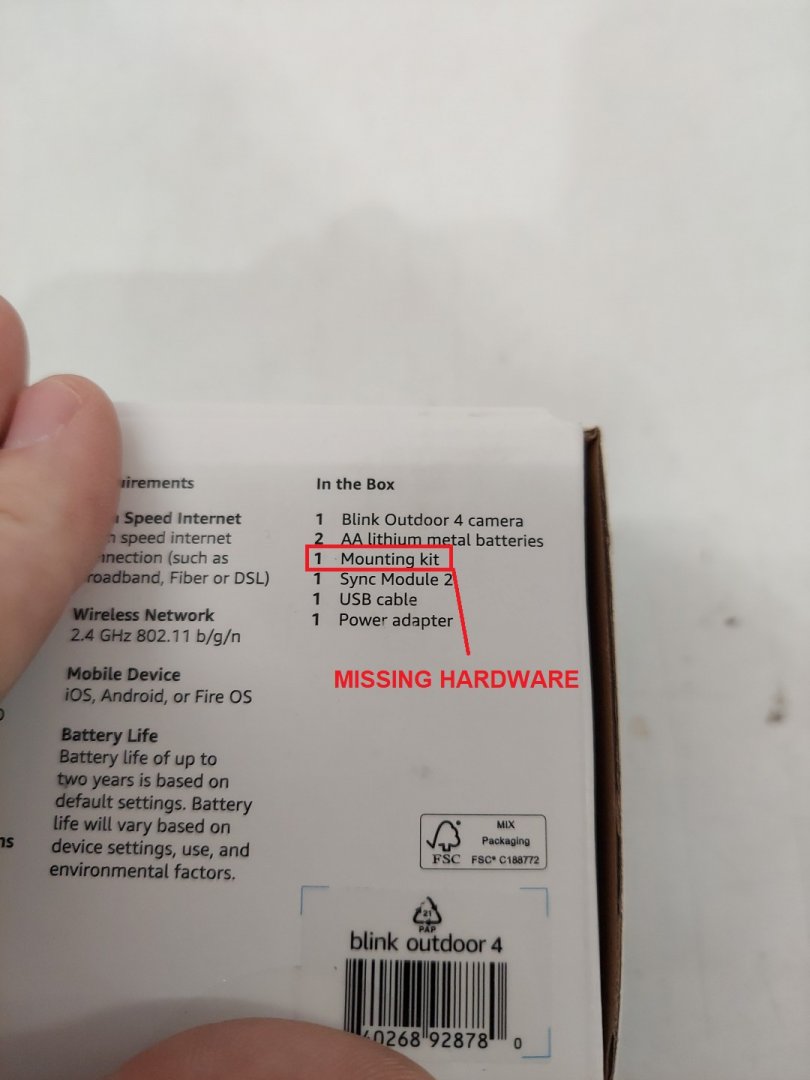 uirements
Speed Internet
speed internet
nnection (such as
roadband, Fiber or DSL)
Wireless Network
2.4 GHz 802.11 b/g/n
Mobile Device
iOS, Android, or Fire OS
Battery Life
Battery life of up to
two years is based on
default settings. Battery
life will vary based on
device settings, use, and
environmental factors.
ns
In the Box
1 Blink Outdoor 4 camera
2 AA lithium metal batteries
1 Mounting kit
1 Sync Module 2
1 USB cable
1 Power adapter
MISSING HARDWARE
FSC
MIX
Packaging
FSC® C188772
21
PAP
blink outdoor 4
40268 92878 0